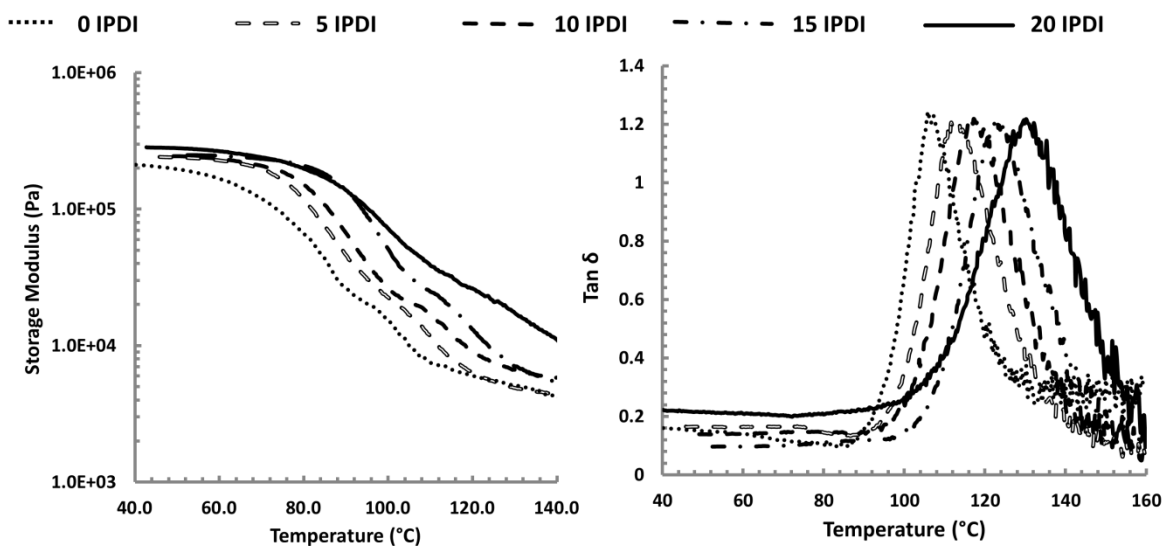 0 IPDI 5 IPDI 10 IPDI 15 IPDI 20 IPDI
Storage Modulus (Pa)
1.0E+06
1.0E+05
1.0E+04
1.0E+03
40.0 60.0 80.0 100.0 120.0 140.0
Temperature (°C)
Tan δ
1.4
1.2
1
0.8
0.6
0.4
0.2
0
40 60 80 100 120 140 160
Temperature (°C)